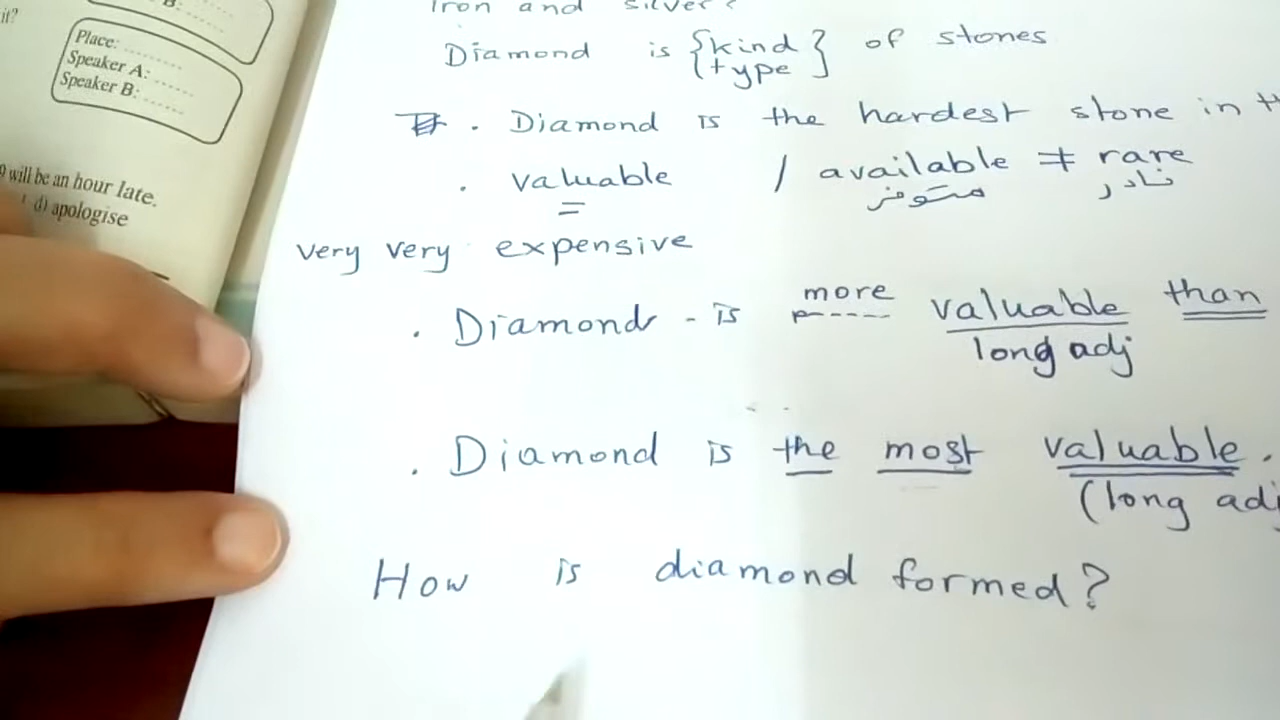 it?
B: ........
Place: ........
Speaker A: ......
Speaker B: ......
will be an hour late.
d) apologise
Iron and silver
Diamond is {kind type} of stones
. Diamond is the hardest stone in
. valuable / available ≠ rare
= متوفر نادر
very very expensive
. Diamond - is more valuable than
long adj
. Diamond is the most valuable.
(long adj
How is diamond formed?